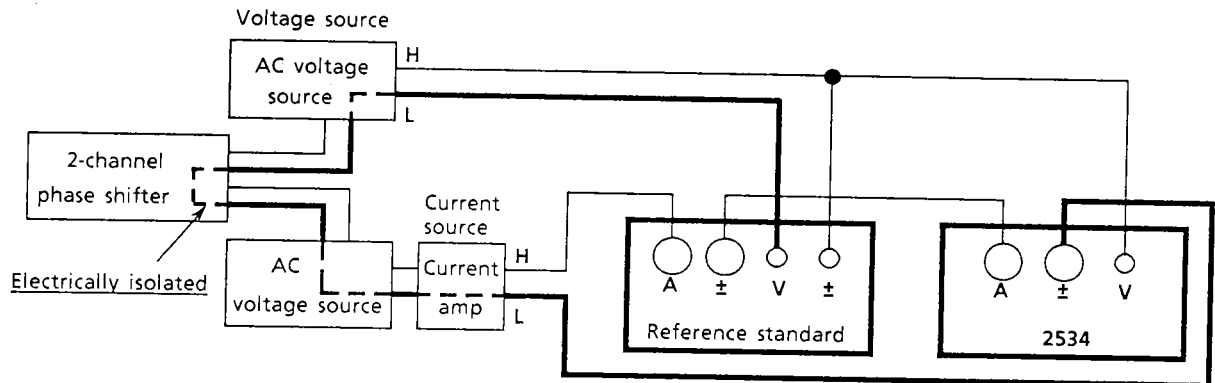 Voltage source
AC voltage
source
H
L
2-channel
phase shifter
Electrically isolated
AC
voltage source
Current
source
Current
amp
H
L
A
±
V
±
Reference standard
A
±
V
2534